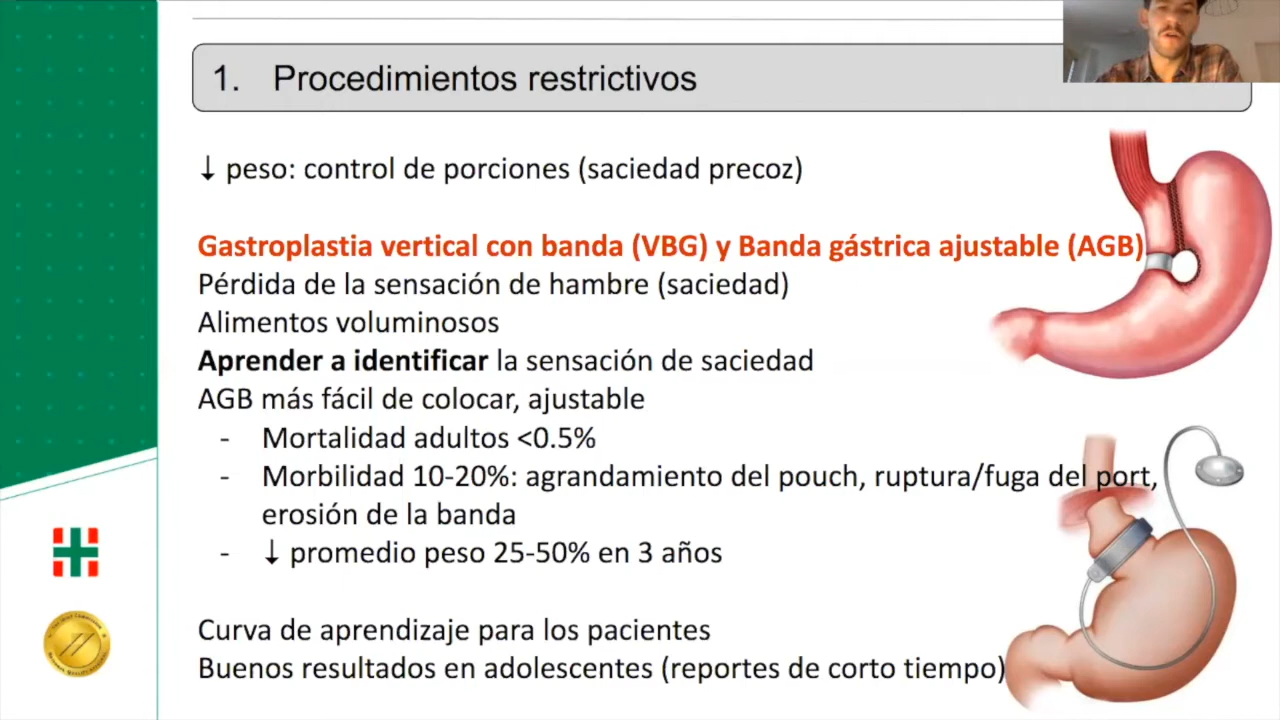 1. Procedimientos restrictivos
↓ peso: control de porciones (saciedad precoz)
Gastroplastia vertical con banda (VBG) y Banda gástrica ajustable (AGB)
Pérdida de la sensación de hambre (saciedad)
Alimentos voluminosos
Aprender a identificar la sensación de saciedad
AGB más fácil de colocar, ajustable
- Mortalidad adultos <0.5%
- Morbilidad 10-20%: agrandamiento del pouch, ruptura/fuga del port,
erosión de la banda
- ↓ promedio peso 25-50% en 3 años
Curva de aprendizaje para los pacientes
Buenos resultados en adolescentes (reportes de corto tiempo)